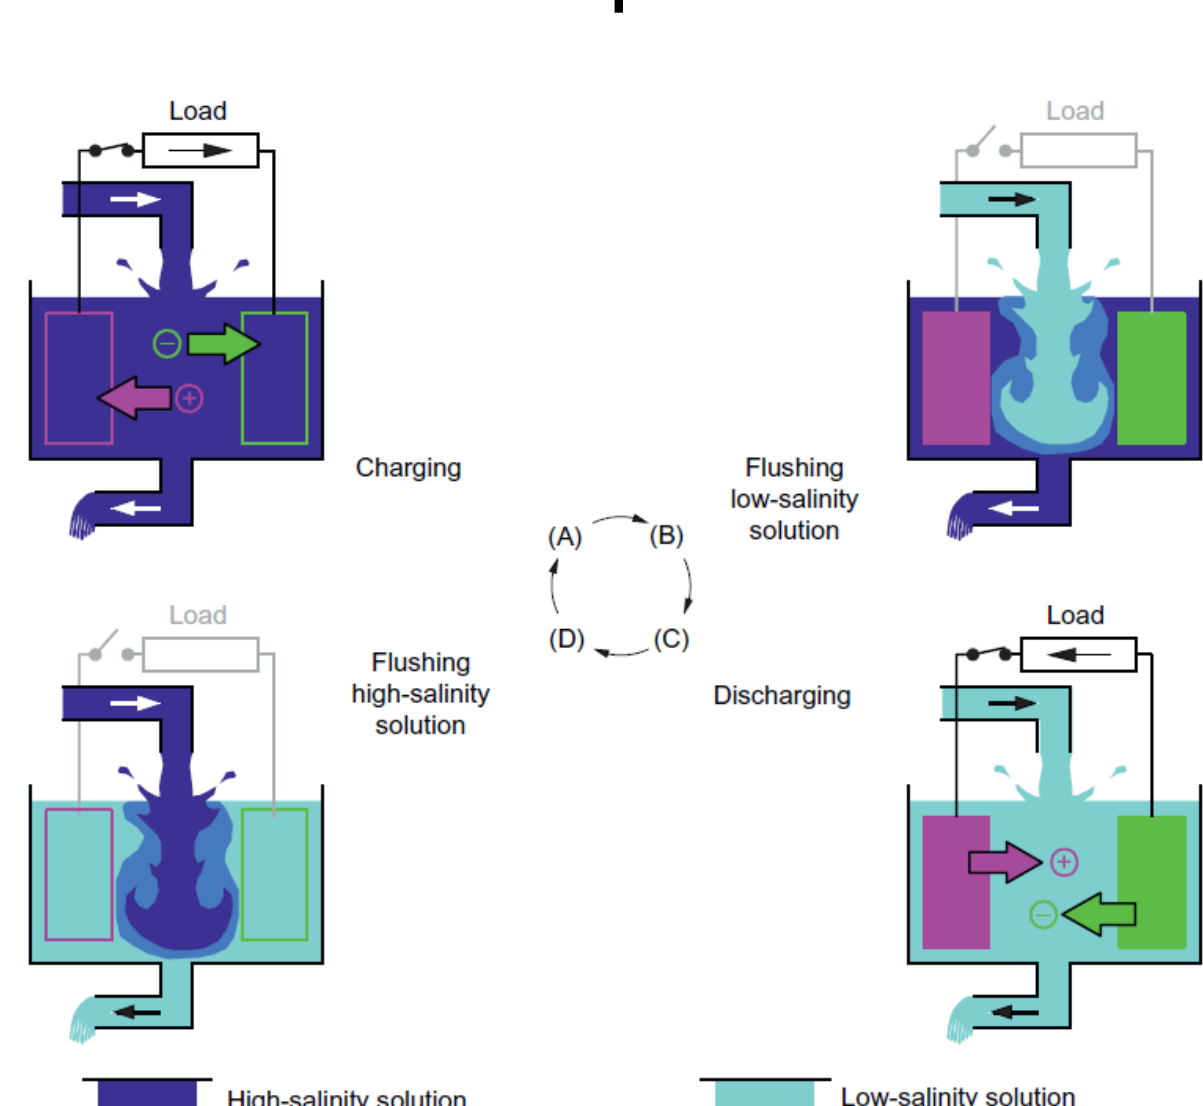 Load
Load
−
+
Charging
Flushing
low-salinity
solution
(A)
(B)
(D)
(C)
Load
Load
Flushing
high-salinity
solution
Discharging
+
−
High-salinity solution
Low-salinity solution